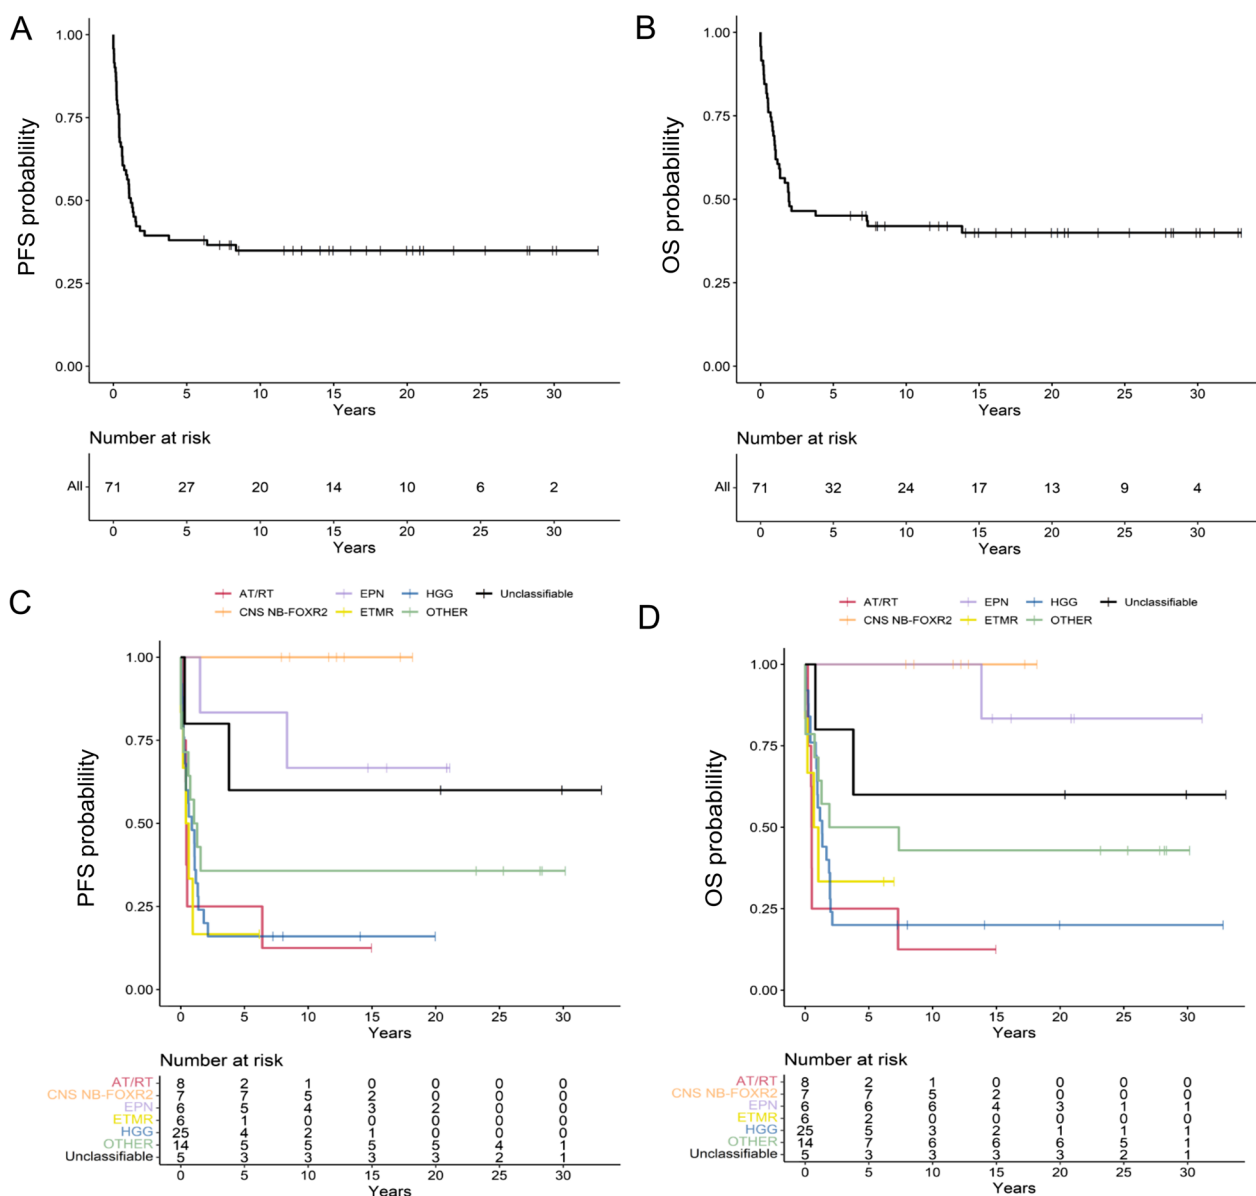 A
PFS probablility
1.00
0.75
0.50
0.25
0.00
0 5 10 15 20 25 30
Years
Number at risk
All 71 27 20 14 10 6 2
0 5 10 15 20 25 30
Years
B
OS probablility
1.00
0.75
0.50
0.25
0.00
0 5 10 15 20 25 30
Years
Number at risk
All 71 32 24 17 13 9 4
0 5 10 15 20 25 30
Years
C
AT/RT EPN HGG Unclassifiable
CNS NB-FOXR2 ETMR OTHER
PFS probablility
1.00
0.75
0.50
0.25
0.00
0 5 10 15 20 25 30
Years
Number at risk
AT/RT 8 2 1 0 0 0 0
CNS NB-FOXR2 7 7 5 2 0 0 0
EPN 6 5 4 3 2 0 0
ETMR 6 1 0 0 0 0 0
HGG 25 4 2 1 0 0 0
OTHER 14 5 5 5 5 4 1
Unclassifiable 5 3 3 3 3 2 1
0 5 10 15 20 25 30
Years
D
AT/RT EPN HGG Unclassifiable
CNS NB-FOXR2 ETMR OTHER
OS probablility
1.00
0.75
0.50
0.25
0.00
0 5 10 15 20 25 30
Years
Number at risk
AT/RT 8 2 1 0 0 0 0
CNS NB-FOXR2 7 7 5 2 0 0 0
EPN 6 6 6 4 3 1 1
ETMR 6 2 0 0 0 0 0
HGG 25 5 3 2 1 1 1
OTHER 14 7 6 6 6 5 1
Unclassifiable 5 3 3 3 3 2 1
0 5 10 15 20 25 30
Years